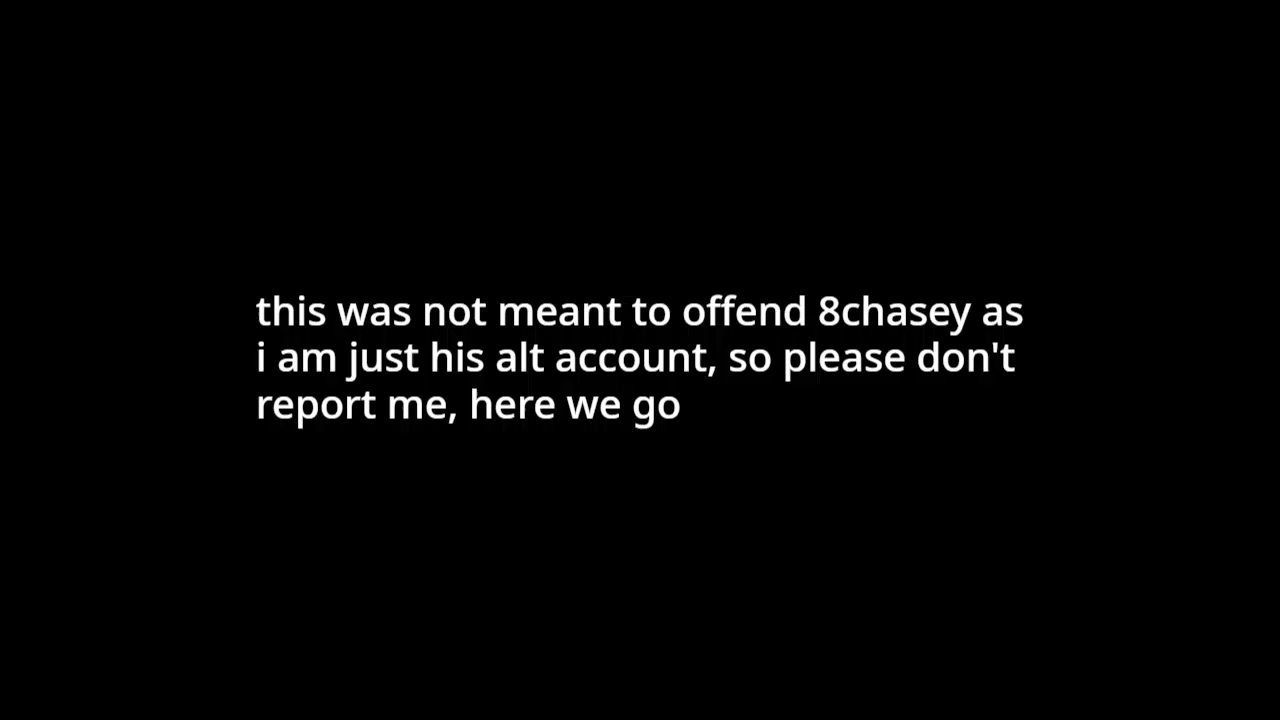 this was not meant to offend 8chasey as
i am just his alt account, so please don't
report me, here we go